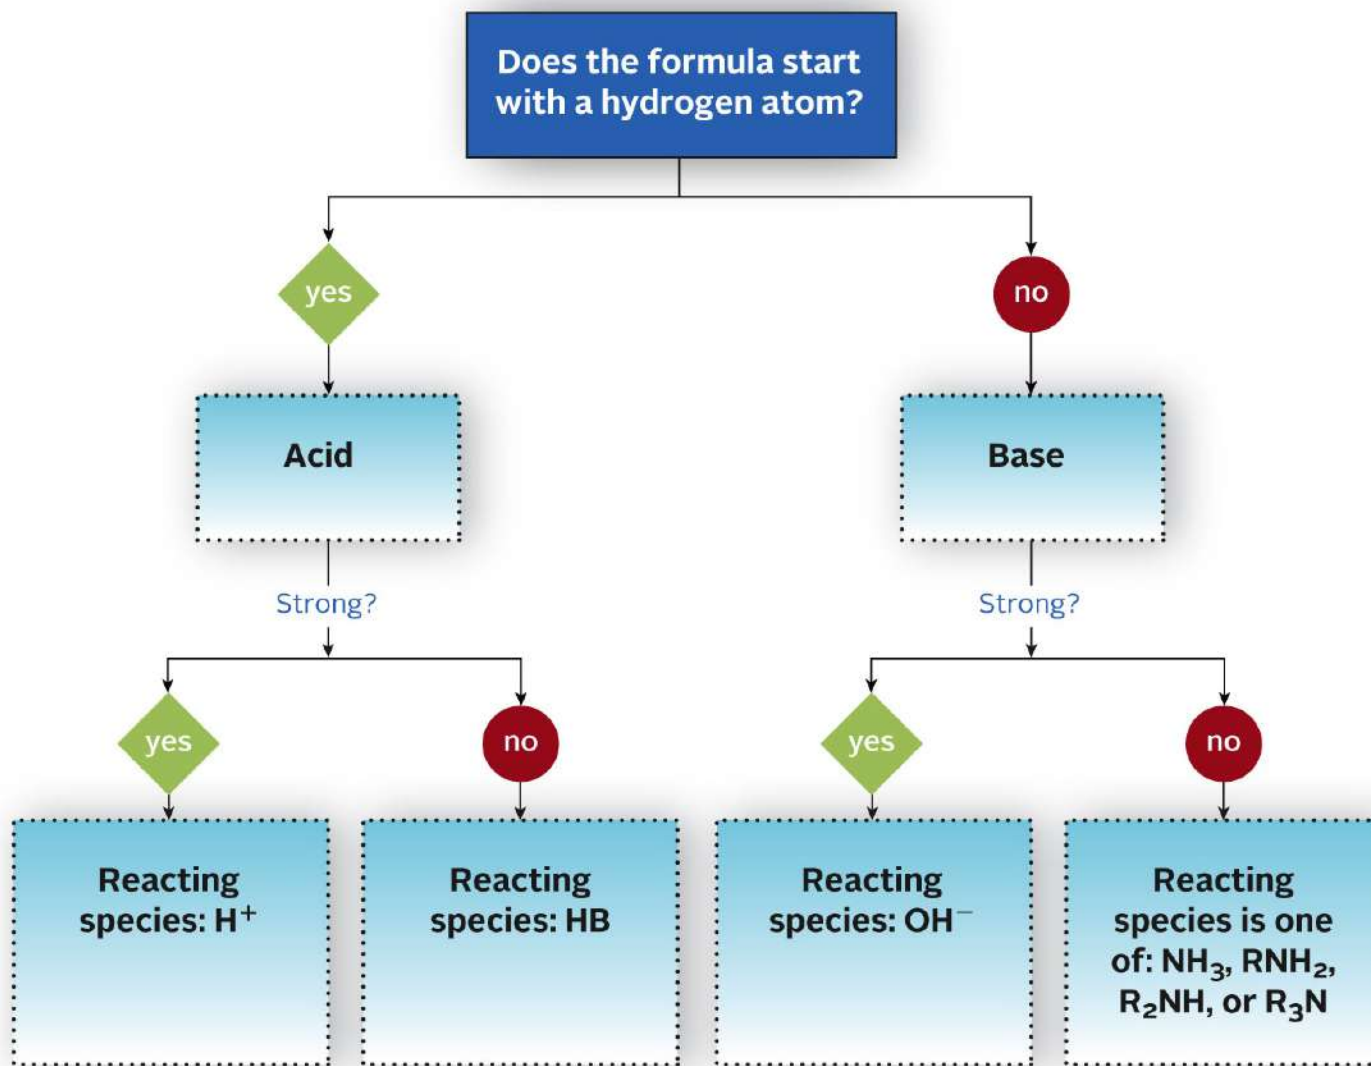 Does the formula start
with a hydrogen atom?
yes
no
Acid
Base
Strong?
Strong?
yes
no
yes
no
Reacting
species: H⁺
Reacting
species: HB
Reacting
species: OH⁻
Reacting
species is one
of: NH₃, RNH₂,
R₂NH, or R₃N